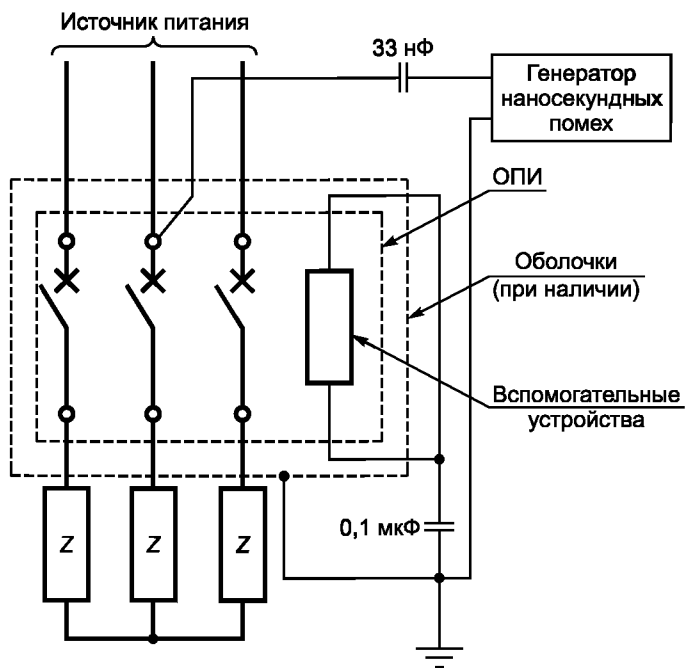 Источник питания
33 нФ
Генератор
наносекундных
помех
ОПИ
Оболочки
(при наличии)
Вспомогательные
устройства
0,1 мкФ
Z
Z
Z